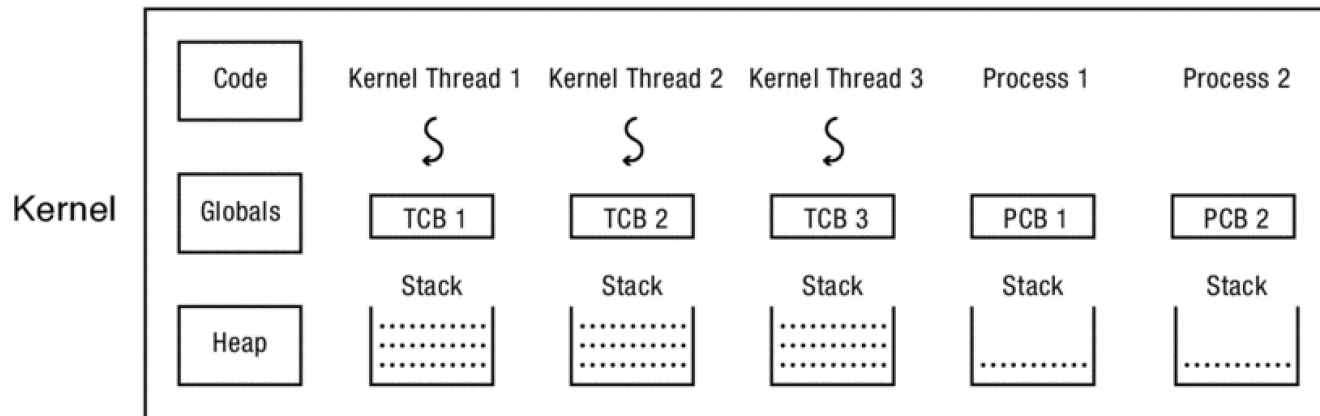 Code Kernel Thread 1 Kernel Thread 2 Kernel Thread 3 Process 1 Process 2
Kernel Globals TCB 1 TCB 2 TCB 3 PCB 1 PCB 2
Stack Stack Stack Stack Stack
Heap